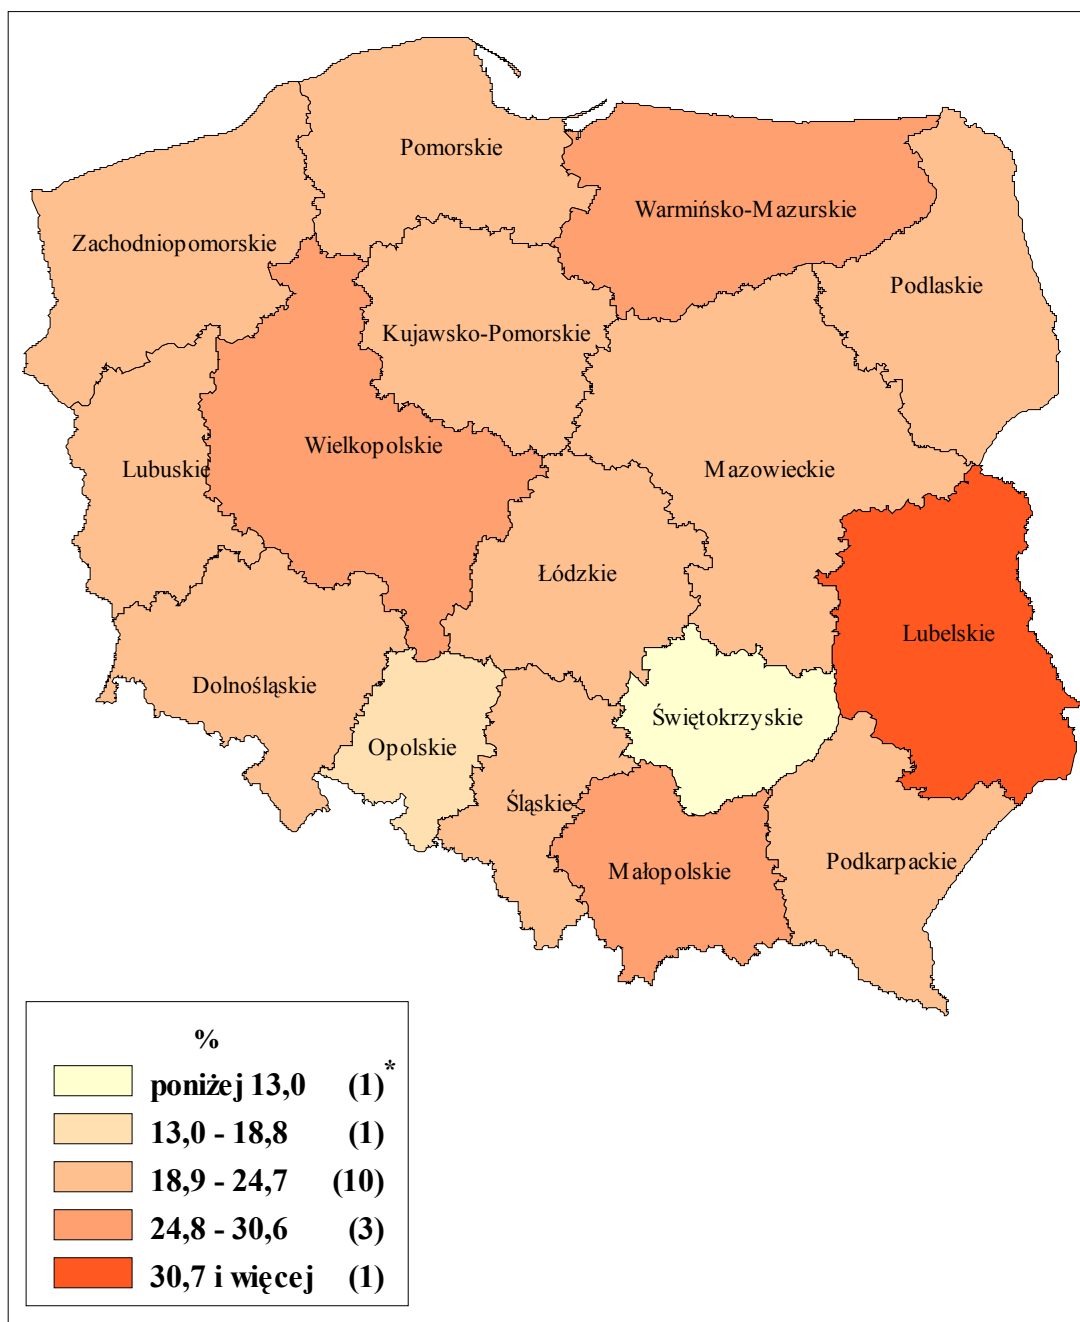 Pomorskie
Warmińsko-Mazurskie
Zachodniopomorskie
Podlaskie
Kujawsko-Pomorskie
Wielkopolskie
Lubuskie
Mazowieckie
Łódzkie
Lubelskie
Dolnośląskie
Świętokrzyskie
Opolskie
Śląskie
Małopolskie
Podkarpackie
%
poniżej 13,0 (1)*
13,0 - 18,8 (1)
18,9 - 24,7 (10)
24,8 - 30,6 (3)
30,7 i więcej (1)